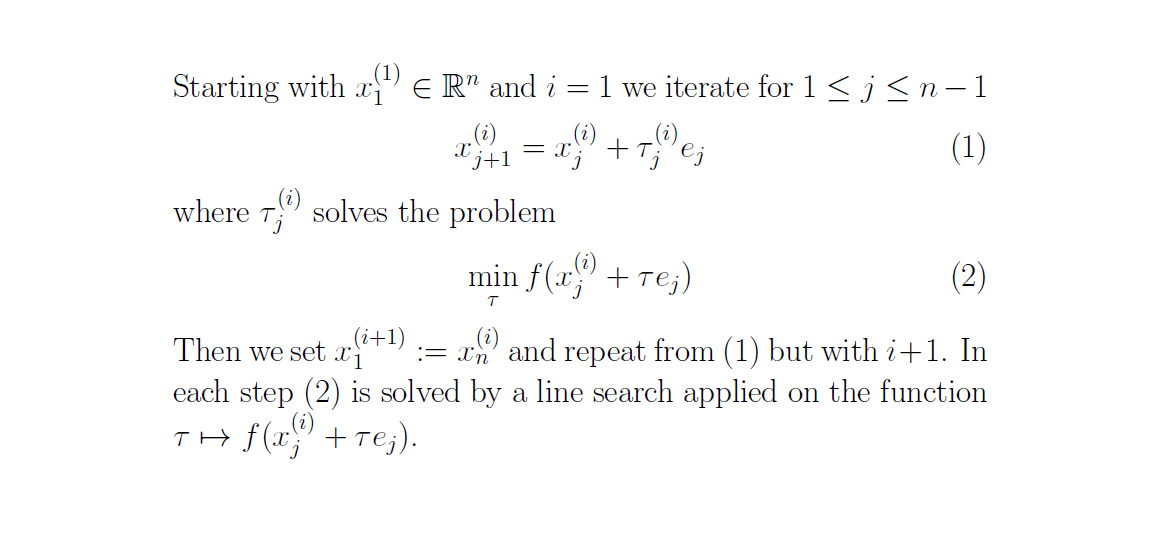 Starting with $x_1^{(1)} \in \mathbb{R}^n$ and $i = 1$ we iterate for $1 \leq j \leq n-1$
$x_{j+1}^{(i)} = x_j^{(i)} + \tau_j^{(i)} e_j$ (1)
where $\tau_j^{(i)}$ solves the problem
$\min_{\tau} f(x_j^{(i)} + \tau e_j)$ (2)
Then we set $x_1^{(i+1)} := x_n^{(i)}$ and repeat from (1) but with $i+1$. In
each step (2) is solved by a line search applied on the function
$\tau \mapsto f(x_j^{(i)} + \tau e_j)$.